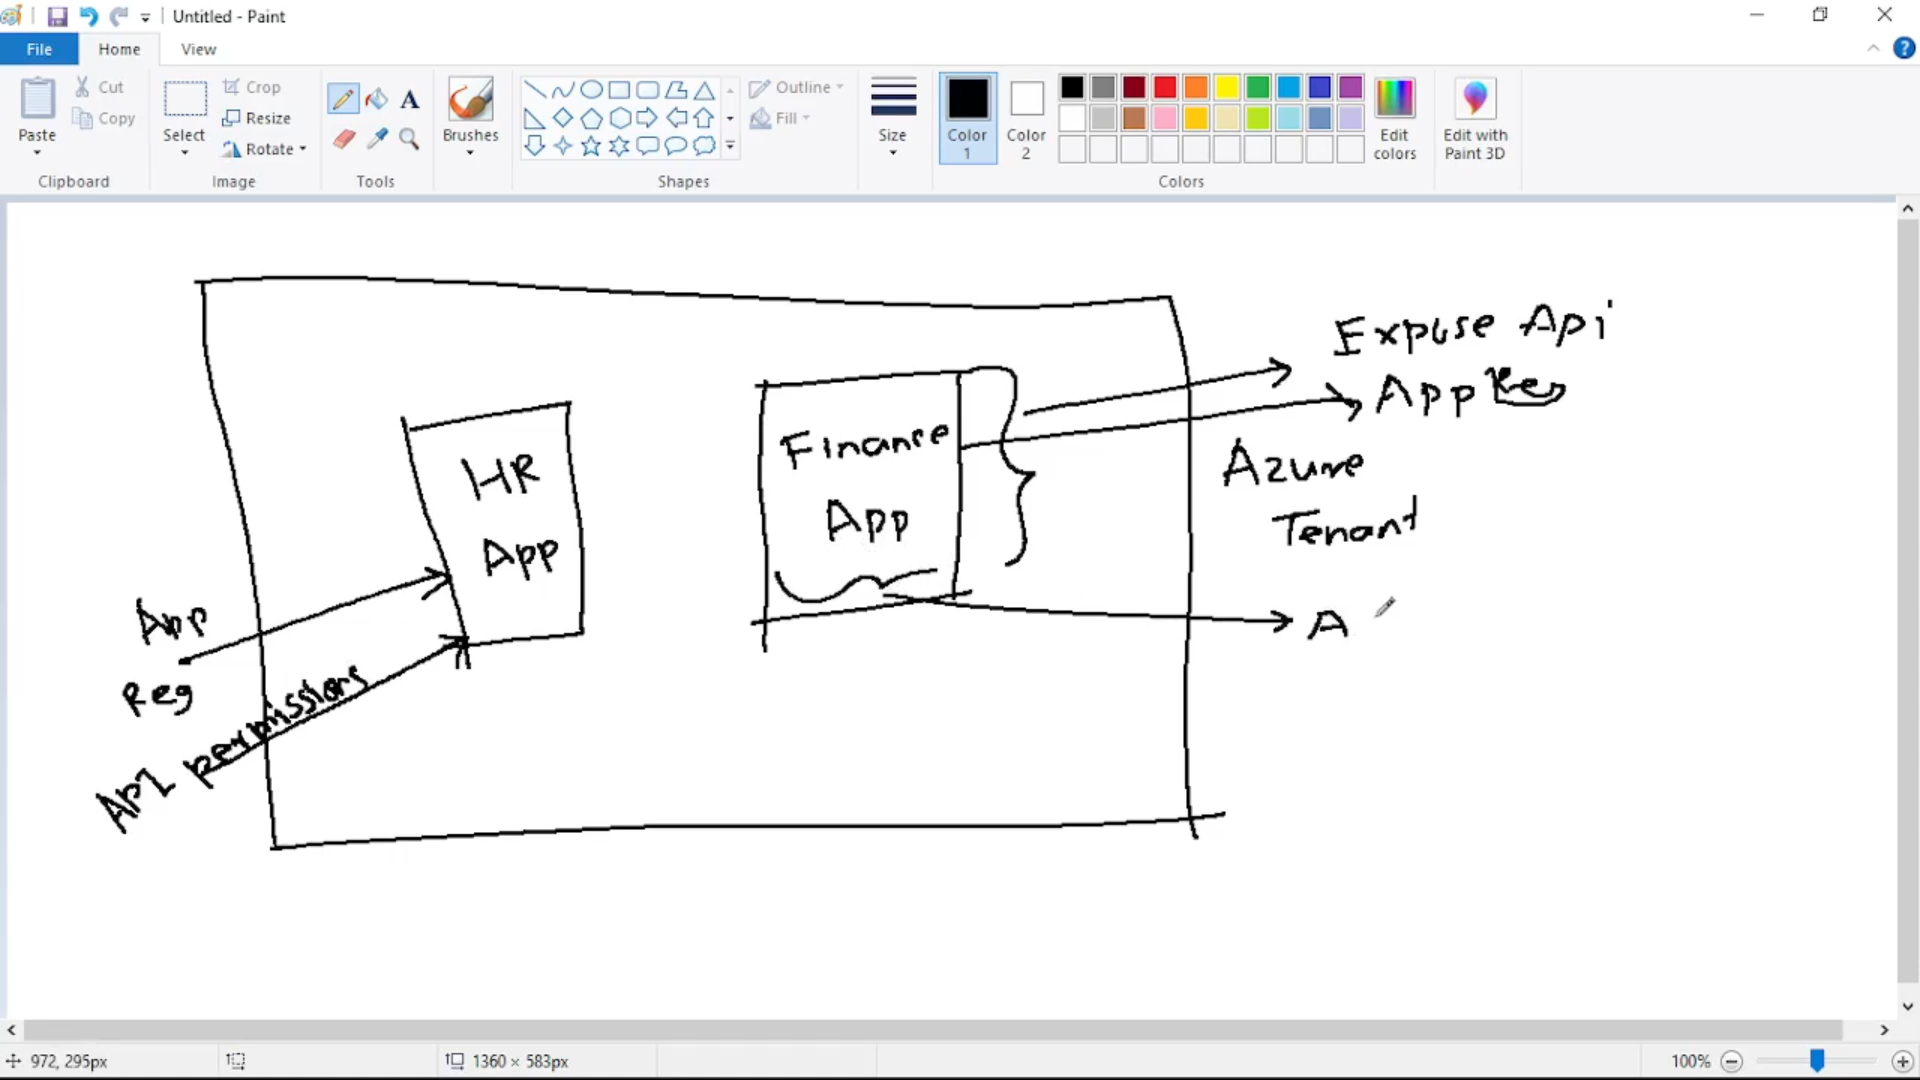 Untitled - Paint
File
Home
View
Paste
Cut
Copy
Clipboard
Select
Crop
Resize
Rotate
Image
A
Tools
Brushes
Shapes
Outline
Fill
Size
Color 1
Color 2
Edit colors
Colors
Edit with Paint 3D
Expose Api
App Reg
Azure
Tenant
A
HR
App
Finance
App
App
Reg
API permissions
972, 295px
1360 × 583px
100%